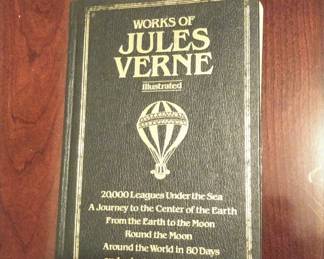 WORKS OF
JULES
VERNE
Illustrated
20,000 Leagues Under the Sea
A Journey to the Center of the Earth
From the Earth to the Moon
Round the Moon
Around the World in 80 Days